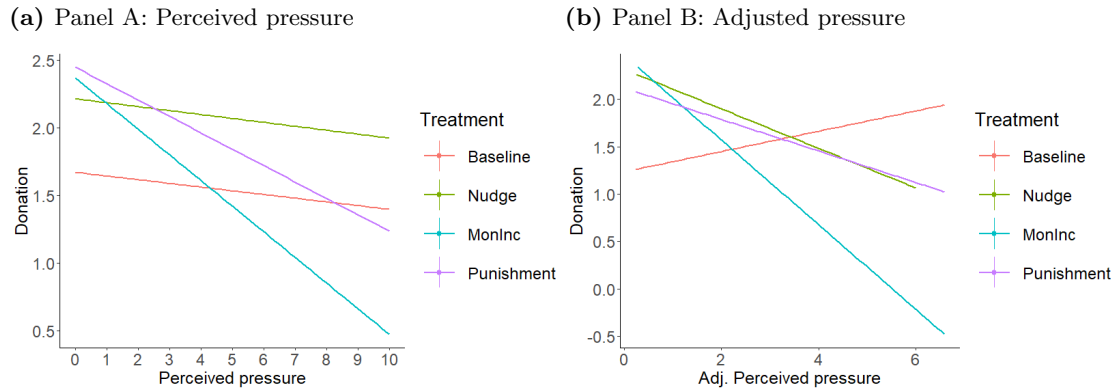 (a) Panel A: Perceived pressure
2.5
2.0
1.5
1.0
0.5
Donation
0 1 2 3 4 5 6 7 8 9 10
Perceived pressure
Treatment
Baseline
Nudge
MonInc
Punishment
(b) Panel B: Adjusted pressure
2.0
1.5
1.0
0.5
0.0
-0.5
Donation
0 2 4 6
Adj. Perceived pressure
Treatment
Baseline
Nudge
MonInc
Punishment